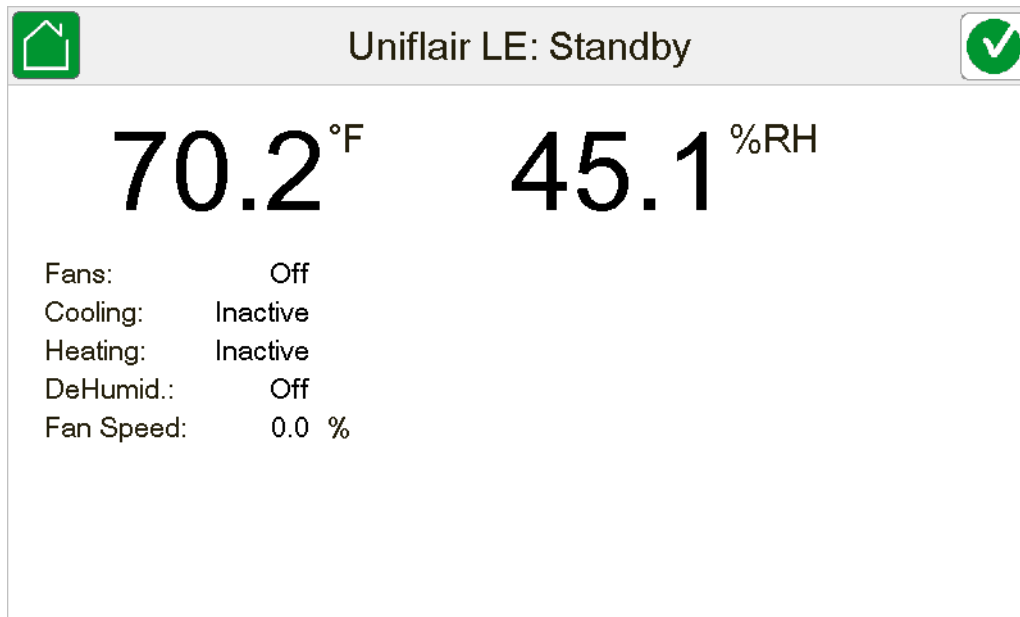 Uniflair LE: Standby
70.2 °F 45.1 %RH
Fans: Off
Cooling: Inactive
Heating: Inactive
DeHumid.: Off
Fan Speed: 0.0 %